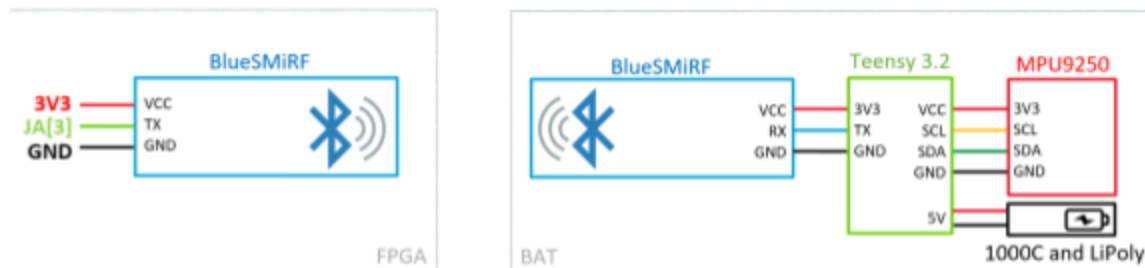 BlueSMiRF
3V3 VCC
JA[3] TX
GND GND
FPGA
BlueSMiRF
VCC
RX
GND
Teensy 3.2
3V3 VCC
TX SCL
GND SDA
GND
5V
MPU9250
3V3
SCL
SDA
GND
1000C and LiPoly
BAT